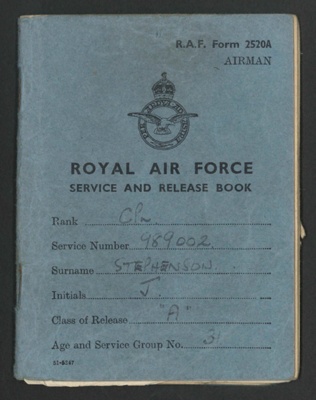 R.A.F. Form 2520A
AIRMAN
ROYAL AIR FORCE
SERVICE AND RELEASE BOOK
Rank CPL
Service Number 989002
Surname STEPHENSON
Initials J.
Class of Release "A"
Age and Service Group No. 31